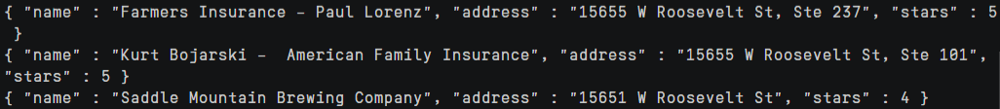 { "name" : "Farmers Insurance - Paul Lorenz", "address" : "15655 W Roosevelt St, Ste 237", "stars" : 5
 }
{ "name" : "Kurt Bojarski -  American Family Insurance", "address" : "15655 W Roosevelt St, Ste 101",
"stars" : 5 }
{ "name" : "Saddle Mountain Brewing Company", "address" : "15651 W Roosevelt St", "stars" : 4 }